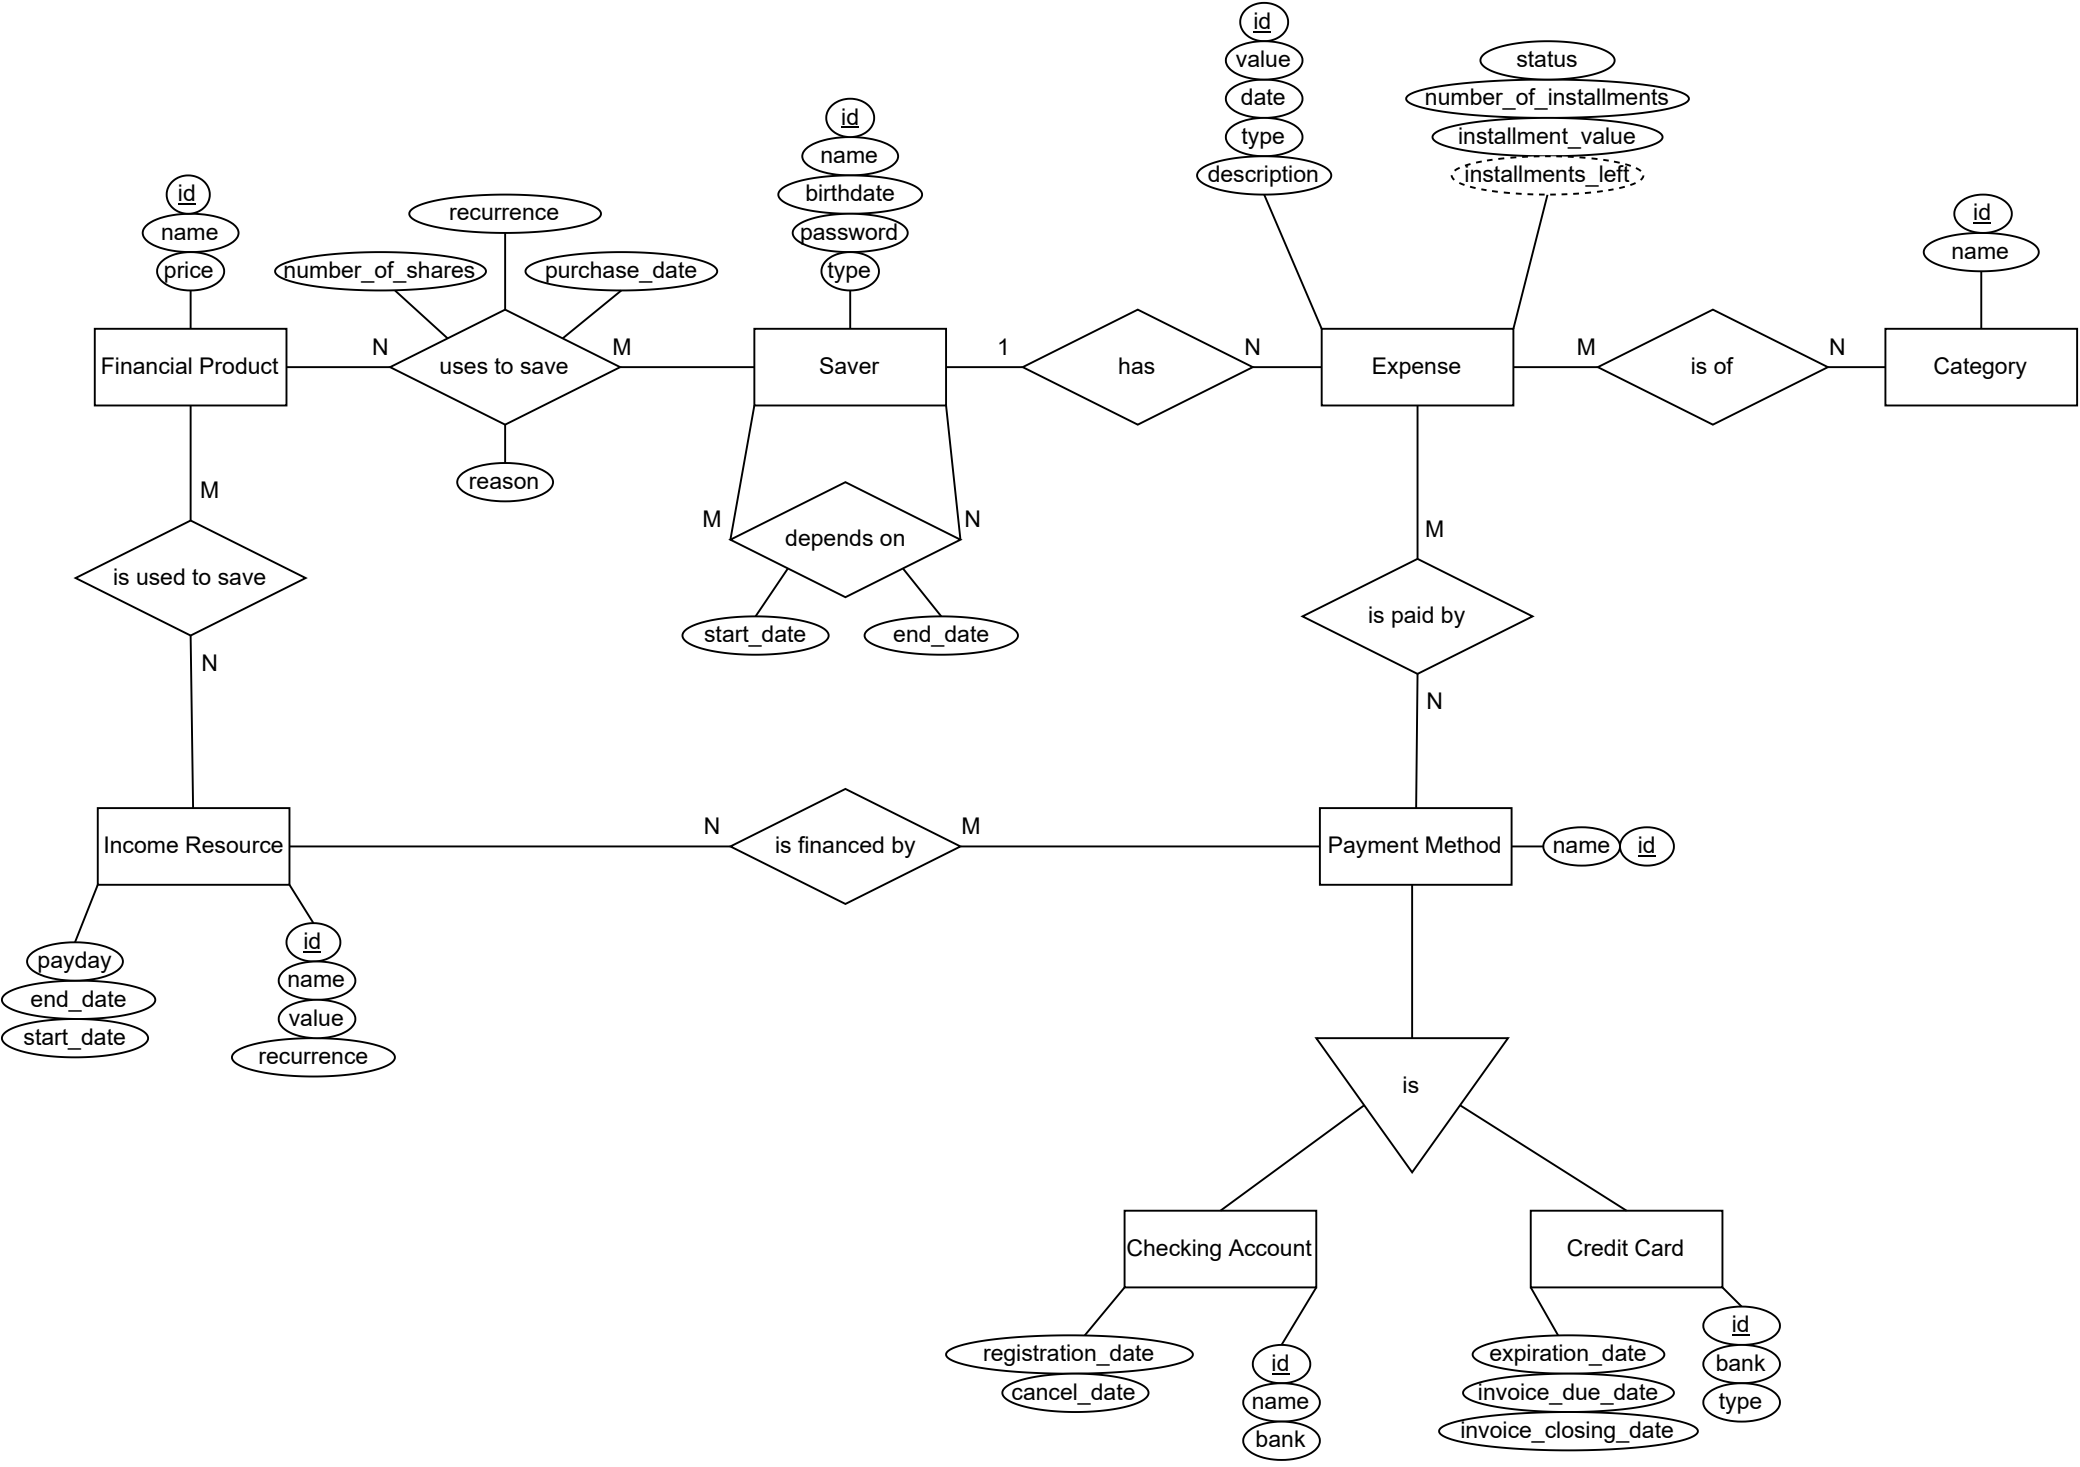 id
value
date
type
description
status
number_of_installments
installment_value
installments_left
id
name
birthdate
password
type
id
name
price
recurrence
number_of_shares
purchase_date
id
name
Financial Product
N
uses to save
M
Saver
1
has
N
Expense
M
is of
N
Category
reason
M
is used to save
N
M
depends on
N
start_date
end_date
M
is paid by
N
Income Resource
N
is financed by
M
Payment Method
name
id
payday
end_date
start_date
id
name
value
recurrence
is
Checking Account
Credit Card
registration_date
cancel_date
id
name
bank
expiration_date
invoice_due_date
invoice_closing_date
id
bank
type